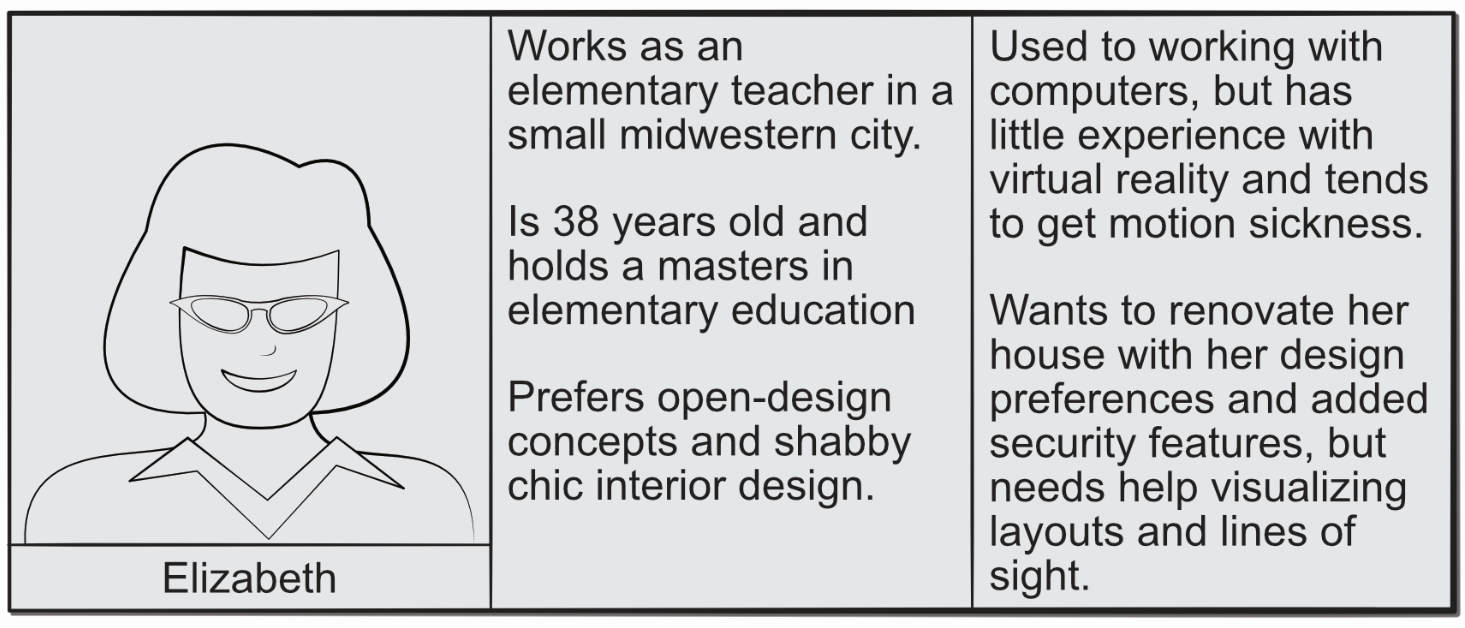 Elizabeth
Works as an
elementary teacher in a
small midwestern city.
Is 38 years old and
holds a masters in
elementary education
Prefers open-design
concepts and shabby
chic interior design.
Used to working with
computers, but has
little experience with
virtual reality and tends
to get motion sickness.
Wants to renovate her
house with her design
preferences and added
security features, but
needs help visualizing
layouts and lines of
sight.